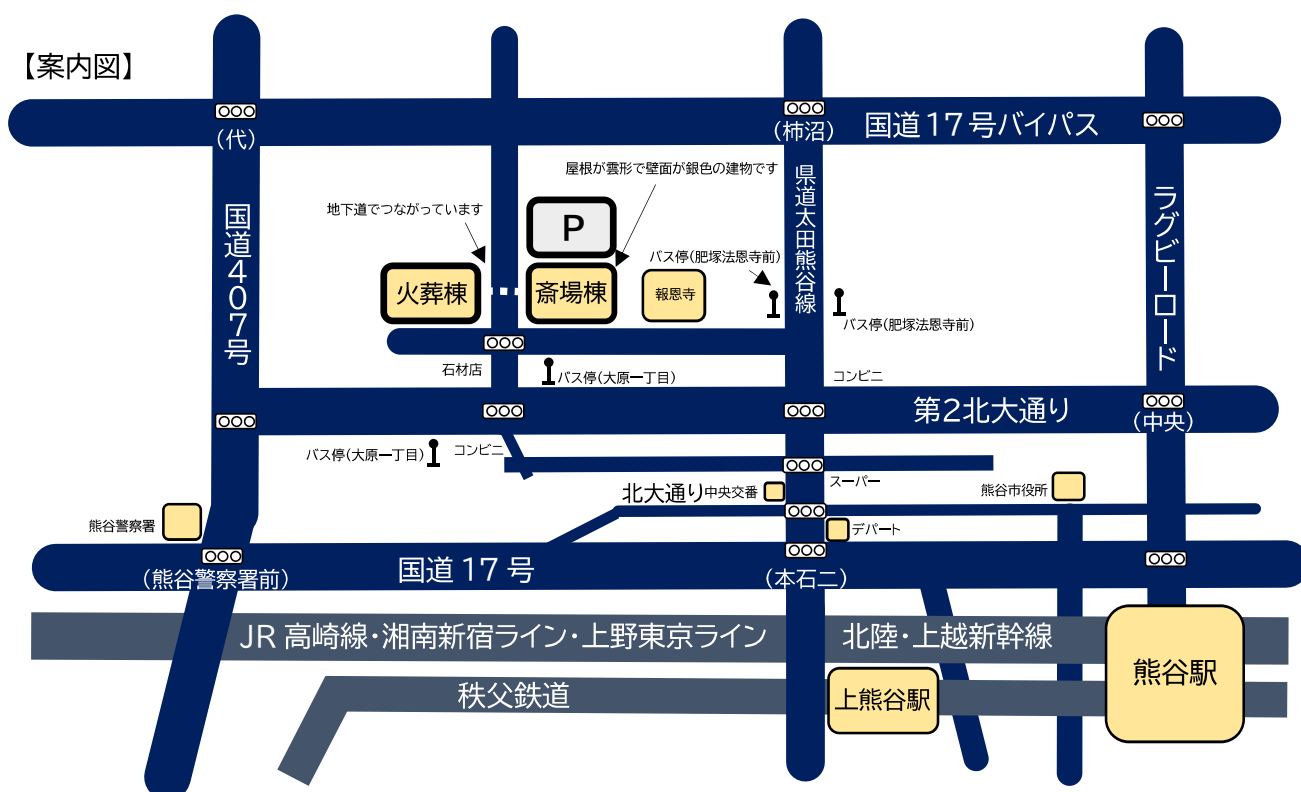 【案内図】
(代)
(柿沼)
国道17号バイパス
屋根が雲形で壁面が銀色の建物です
県道太田熊谷線
ラグビーロード
国道407号
地下道でつながっています
P
バス停(肥塚法恩寺前)
火葬棟
斎場棟
報恩寺
バス停(肥塚法恩寺前)
石材店
バス停(大原一丁目)
コンビニ
第2北大通り
(中央)
バス停(大原一丁目)
コンビニ
スーパー
北大通り
中央交番
熊谷市役所
熊谷警察署
デパート
(熊谷警察署前)
国道17号
(本石二)
JR高崎線・湘南新宿ライン・上野東京ライン
北陸・上越新幹線
熊谷駅
秩父鉄道
上熊谷駅